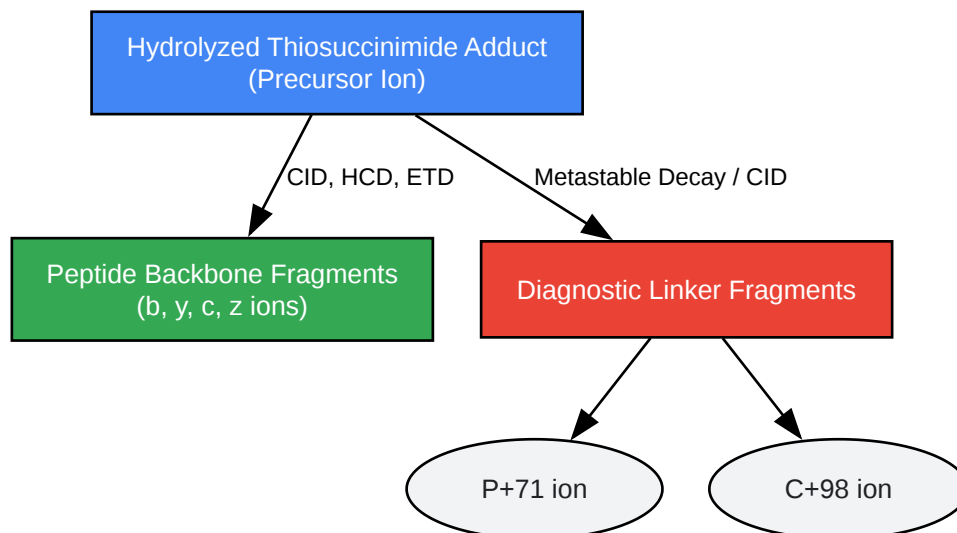 Hydrolyzed Thiosuccinimide Adduct
(Precursor Ion)
CID, HCD, ETD
Metastable Decay / CID
Peptide Backbone Fragments
(b, y, c, z ions)
Diagnostic Linker Fragments
P+71 ion
C+98 ion